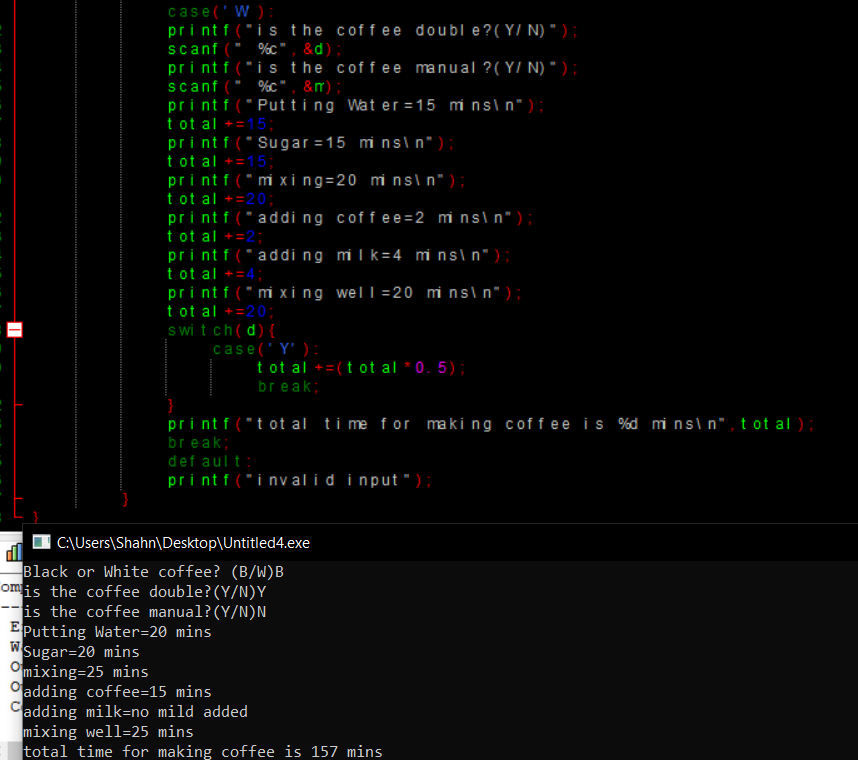 case('W'):
printf("is the coffee double?(Y/N)");
scanf(" %c",&d);
printf("is the coffee manual?(Y/N)");
scanf(" %c",&m);
printf("Putting Water=15 mins\n");
total+=15;
printf("Sugar=15 mins\n");
total+=15;
printf("mixing=20 mins\n");
total+=20;
printf("adding coffee=2 mins\n");
total+=2;
printf("adding milk=4 mins\n");
total+=4;
printf("mixing well=20 mins\n");
total+=20;
switch(d){
case('Y'):
total+=(total*0.5);
break;
}
printf("total time for making coffee is %d mins\n",total);
break;
default:
printf("invalid input");
}
}
C:\Users\Shahn\Desktop\Untitled4.exe
Black or White coffee? (B/W)B
is the coffee double?(Y/N)Y
is the coffee manual?(Y/N)N
Putting Water=20 mins
Sugar=20 mins
mixing=25 mins
adding coffee=15 mins
adding milk=no mild added
mixing well=25 mins
total time for making coffee is 157 mins